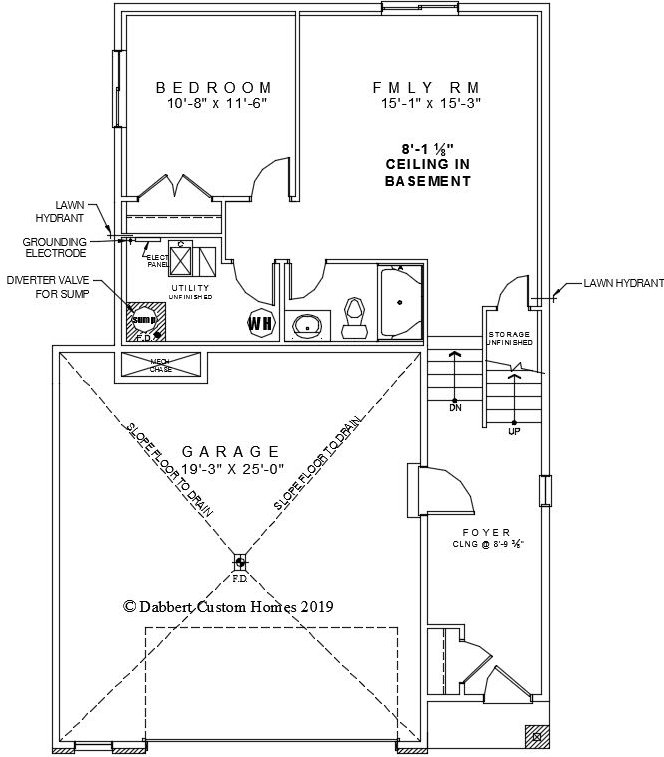 BEDROOM
10'-8" x 11'-6"
FMLY RM
15'-1" x 15'-3"
8'-1 ⅛"
CEILING IN
BASEMENT
LAWN
HYDRANT
GROUNDING
ELECTRODE
ELECT
PANEL
C
UTILITY
UNFINISHED
DIVERTER VALVE
FOR SUMP
sump
F.D.
WH
A
LAWN HYDRANT
STORAGE
UNFINISHED
MECH
CHASE
DN
UP
SLOPE FLOOR TO DRAIN
GARAGE
19'-3" X 25'-0"
SLOPE FLOOR TO DRAIN
FOYER
CLNG @ 8'-9 ⅜"
F.D.
© Dabbert Custom Homes 2019